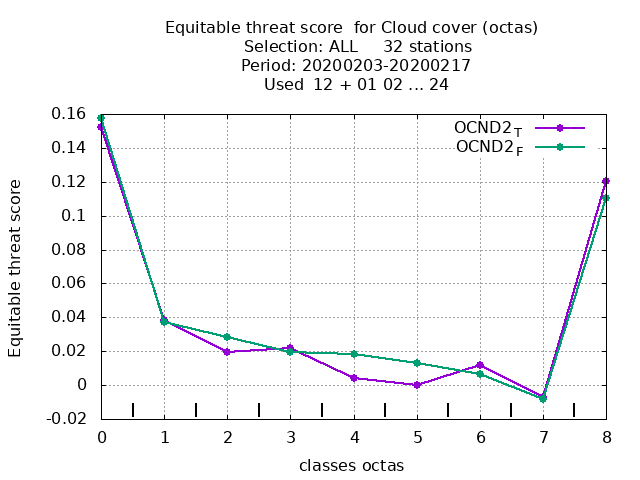 Equitable threat score  for Cloud cover (octas)
Selection: ALL     32 stations
Period: 20200203-20200217
Used  12 + 01 02 ... 24
OCND2T
OCND2F
Equitable threat score
0.16
0.14
0.12
0.1
0.08
0.06
0.04
0.02
0
-0.02
0 1 2 3 4 5 6 7 8
classes octas